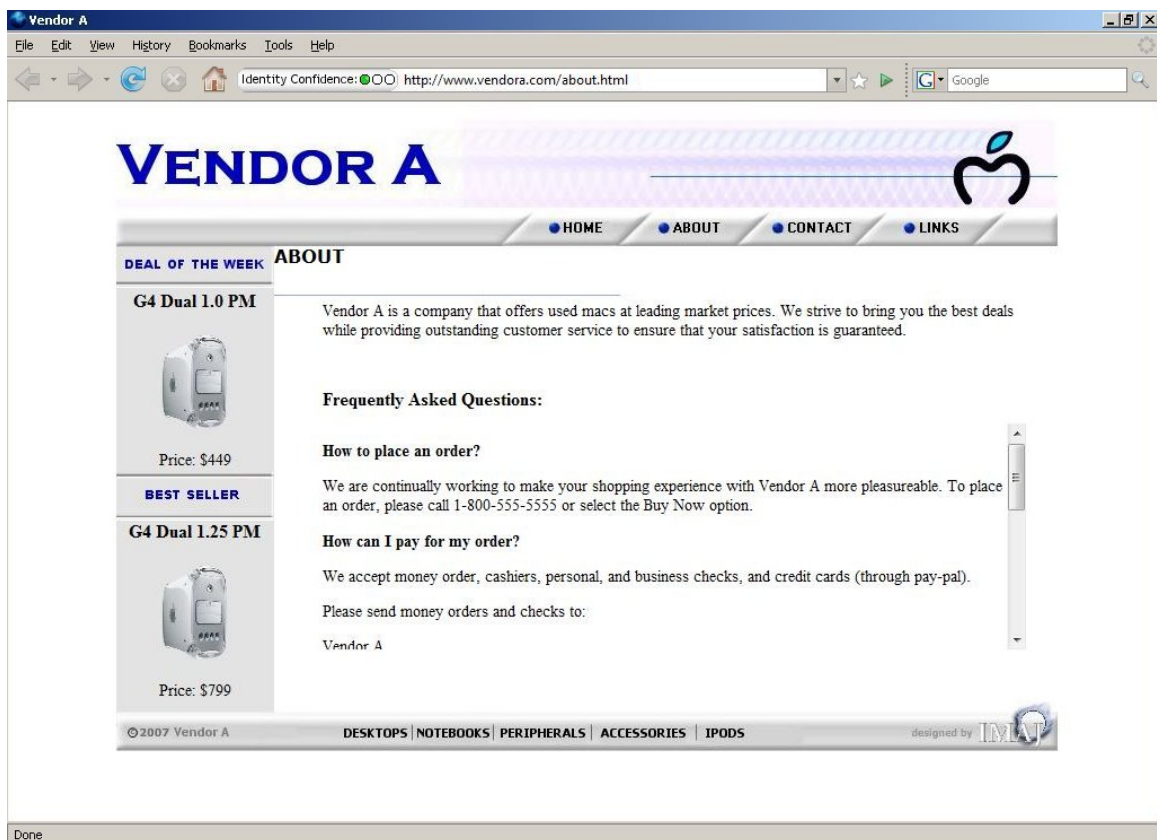 Vendor A
File Edit View History Bookmarks Tools Help
Identity Confidence: http://www.vendora.com/about.html G Google
VENDOR A
HOME ABOUT CONTACT LINKS
DEAL OF THE WEEK
G4 Dual 1.0 PM
Price: $449
BEST SELLER
G4 Dual 1.25 PM
Price: $799
ABOUT
Vendor A is a company that offers used macs at leading market prices. We strive to bring you the best deals
while providing outstanding customer service to ensure that your satisfaction is guaranteed.
Frequently Asked Questions:
How to place an order?
We are continually working to make your shopping experience with Vendor A more pleasureable. To place
an order, please call 1-800-555-5555 or select the Buy Now option.
How can I pay for my order?
We accept money order, cashiers, personal, and business checks, and credit cards (through pay-pal).
Please send money orders and checks to:
Vendor A
©2007 Vendor A DESKTOPS | NOTEBOOKS | PERIPHERALS | ACCESSORIES | IPODS designed by IMAJ
Done